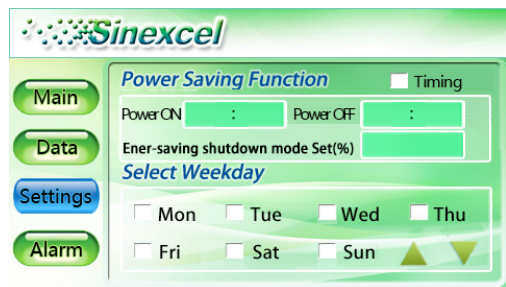 Sinexcel
Main
Data
Settings
Alarm
Power Saving Function Timing
Power ON : Power OFF :
Ener-saving shutdown mode Set(%)
Select Weekday
Mon Tue Wed Thu
Fri Sat Sun